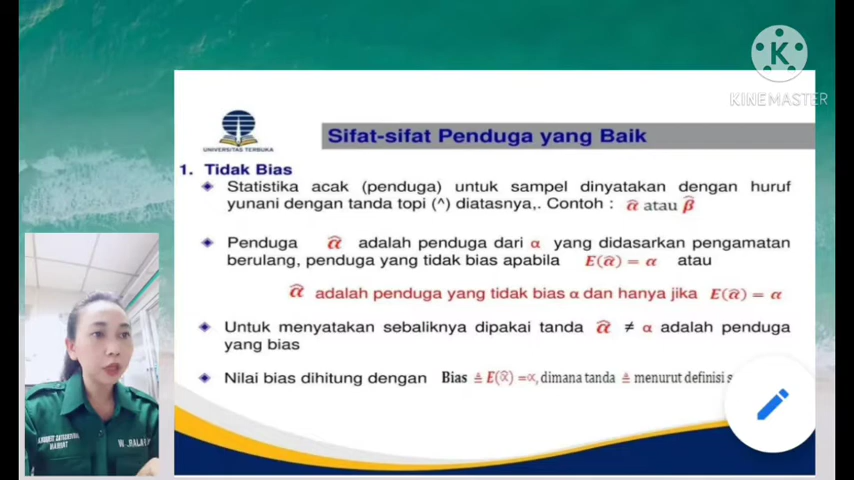 KINEMASTER
UNIVERSITAS TERBUKA
Sifat-sifat Penduga yang Baik
1. Tidak Bias
Statistika acak (penduga) untuk sampel dinyatakan dengan huruf
yunani dengan tanda topi (^) diatasnya,. Contoh : α̂ atau β̂
Penduga α̂ adalah penduga dari α yang didasarkan pengamatan
berulang, penduga yang tidak bias apabila E(α̂) = α atau
α̂ adalah penduga yang tidak bias α dan hanya jika E(α̂) = α
Untuk menyatakan sebaliknya dipakai tanda α̂ ≠ α adalah penduga
yang bias
Nilai bias dihitung dengan Bias ≜ E(α̂) =∝, dimana tanda ≜ menurut definisi s